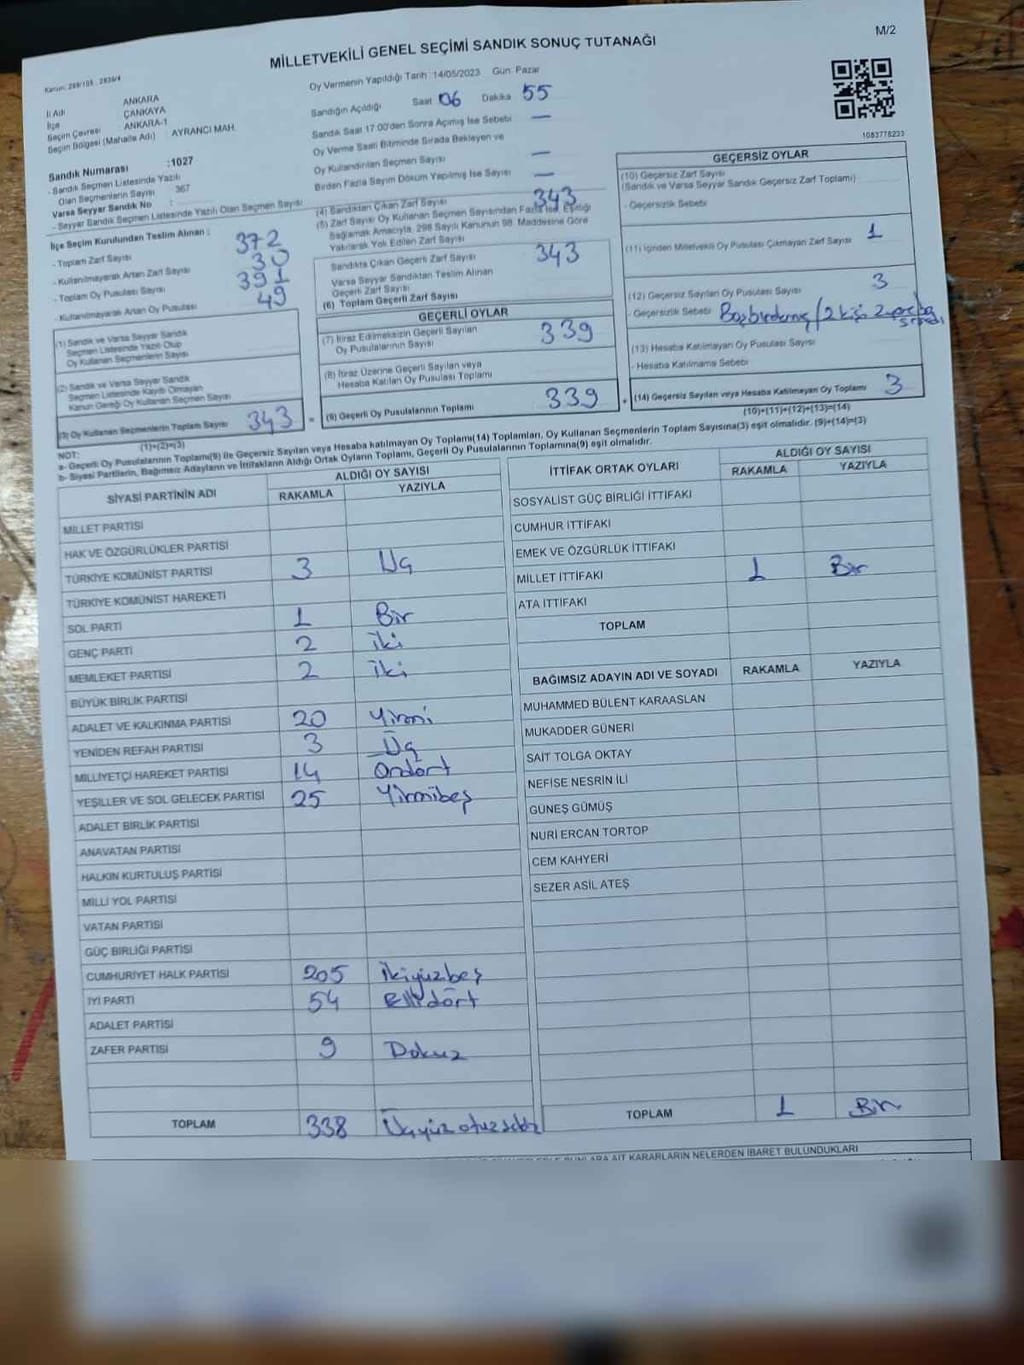 M/2
MİLLETVEKİLİ GENEL SEÇİMİ SANDIK SONUÇ TUTANAĞI
Oy Vermenin Yapıldığı Tarih :14/05/2023 Gün: Pazar
İl Adı ANKARA
İlçe ÇANKAYA
Seçim Çevresi ANKARA-1
Seçim Bölgesi (Mahalle Adı) : AYRANCI MAH.
Sandık Numarası :1027
- Sandık Seçmen Listesinde Yazılı
Olan Seçmenlerin Sayısı 367
Varsa Seyyar Sandık No :
- Seyyar Sandık Seçmen Listesinde Yazılı Olan Seçmen Sayısı
Sandığın Açıldığı Saat 06 Dakika 55
Sandık Saat 17:00'den Sonra Açılmış İse Sebebi —
Oy Verme Saati Bitiminde Sırada Bekleyen ve
Oy Kullandırılan Seçmen Sayısı —
Birden Fazla Sayım Döküm Yapılmış İse Sayısı —
1083778233
İlçe Seçim Kurulundan Teslim Alınan :
- Toplam Zarf Sayısı 372
- Kullanılmayarak Artan Zarf Sayısı 30
- Toplam Oy Pusulası Sayısı 391
- Kullanılmayarak Artan Oy Pusulası 49
(1) Sandık ve Varsa Seyyar Sandık
Seçmen Listesinde Yazılı Olup
Oy Kullanan Seçmenlerin Sayısı
(2) Sandık ve Varsa Seyyar Sandık
Seçmen Listesinde Kaydı Olmayan
Kanun Gereği Oy Kullanan Seçmen Sayısı
(3) Oy Kullanan Seçmenlerin Toplam Sayısı 343
(1)+(2)=(3)
(4) Sandıktan Çıkan Zarf Sayısı 343
(5) Zarf Sayısı Oy Kullanan Seçmen Sayısından Fazla İse, Eşitliği
Sağlamak Amacıyla, 298 Sayılı Kanunun 98. Maddesine Göre
Yakılarak Yok Edilen Zarf Sayısı
Sandıkta Çıkan Geçerli Zarf Sayısı 343
Varsa Seyyar Sandıktan Teslim Alınan
Geçerli Zarf Sayısı
(6) Toplam Geçerli Zarf Sayısı
GEÇERLİ OYLAR
(7) İtiraz Edilmeksizin Geçerli Sayılan
Oy Pusulalarının Sayısı 339
(8) İtiraz Üzerine Geçerli Sayılan veya
Hesaba Katılan Oy Pusulası Toplamı
= (9) Geçerli Oy Pusulalarının Toplamı 339
GEÇERSİZ OYLAR
(10) Geçersiz Zarf Sayısı
(Sandık ve Varsa Seyyar Sandık Geçersiz Zarf Toplamı)
- Geçersizlik Sebebi
(11) İçinden Milletvekili Oy Pusulası Çıkmayan Zarf Sayısı 1
(12) Geçersiz Sayılan Oy Pusulası Sayısı 3
- Geçersizlik Sebebi
(13) Hesaba Katılmayan Oy Pusulası Sayısı
- Hesaba Katılmama Sebebi
+ (14) Geçersiz Sayılan veya Hesaba Katılmayan Oy Toplamı 3
(10)+(11)+(12)+(13)=(14)
NOT:
a- Geçerli Oy Pusulalarının Toplamı(9) ile Geçersiz Sayılan veya Hesaba katılmayan Oy Toplamı(14) Toplamları, Oy Kullanan Seçmenlerin Toplam Sayısına(3) eşit olmalıdır. (9)+(14)=(3)
b- Siyasi Partilerin, Bağımsız Adayların ve İttifakların Aldığı Ortak Oyların Toplamı, Geçerli Oy Pusulalarının Toplamına(9) eşit olmalıdır.
SİYASİ PARTİNİN ADI ALDIĞI OY SAYISI
RAKAMLA YAZIYLA
MİLLET PARTİSİ
HAK VE ÖZGÜRLÜKLER PARTİSİ
TÜRKİYE KOMÜNİST PARTİSİ 3 Üç
TÜRKİYE KOMÜNİST HAREKETİ
SOL PARTİ 1 Bir
GENÇ PARTİ 2 iki
MEMLEKET PARTİSİ 2 iki
BÜYÜK BİRLİK PARTİSİ
ADALET VE KALKINMA PARTİSİ 20 Yirmi
YENİDEN REFAH PARTİSİ 3 Üç
MİLLİYETÇİ HAREKET PARTİSİ 14 Ondört
YEŞİLLER VE SOL GELECEK PARTİSİ 25 Yirmibeş
ADALET BİRLİK PARTİSİ
ANAVATAN PARTİSİ
HALKIN KURTULUŞ PARTİSİ
MİLLİ YOL PARTİSİ
VATAN PARTİSİ
GÜÇ BİRLİĞİ PARTİSİ
CUMHURİYET HALK PARTİSİ 205 İkiyüzbeş
İYİ PARTİ 54 Ellidört
ADALET PARTİSİ
ZAFER PARTİSİ 9 Dokuz
TOPLAM 338 Üçyüzotuzsekiz
İTTİFAK ORTAK OYLARI ALDIĞI OY SAYISI
RAKAMLA YAZIYLA
SOSYALİST GÜÇ BİRLİĞİ İTTİFAKI
CUMHUR İTTİFAKI
EMEK VE ÖZGÜRLÜK İTTİFAKI
MİLLET İTTİFAKI 1 Bir
ATA İTTİFAKI
TOPLAM
BAĞIMSIZ ADAYIN ADI VE SOYADI RAKAMLA YAZIYLA
MUHAMMED BÜLENT KARAASLAN
MUKADDER GÜNERİ
SAİT TOLGA OKTAY
NEFİSE NESRİN İLİ
GÜNEŞ GÜMÜŞ
NURİ ERCAN TORTOP
CEM KAHYERİ
SEZER ASİL ATEŞ
TOPLAM 1 Bir
AİT KARARLARIN NELERDEN İBARET BULUNDUKLARI